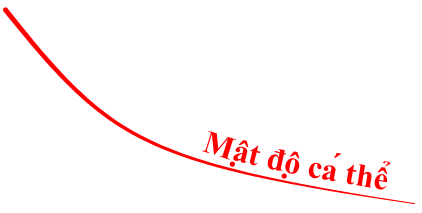 Mật độ cá thể